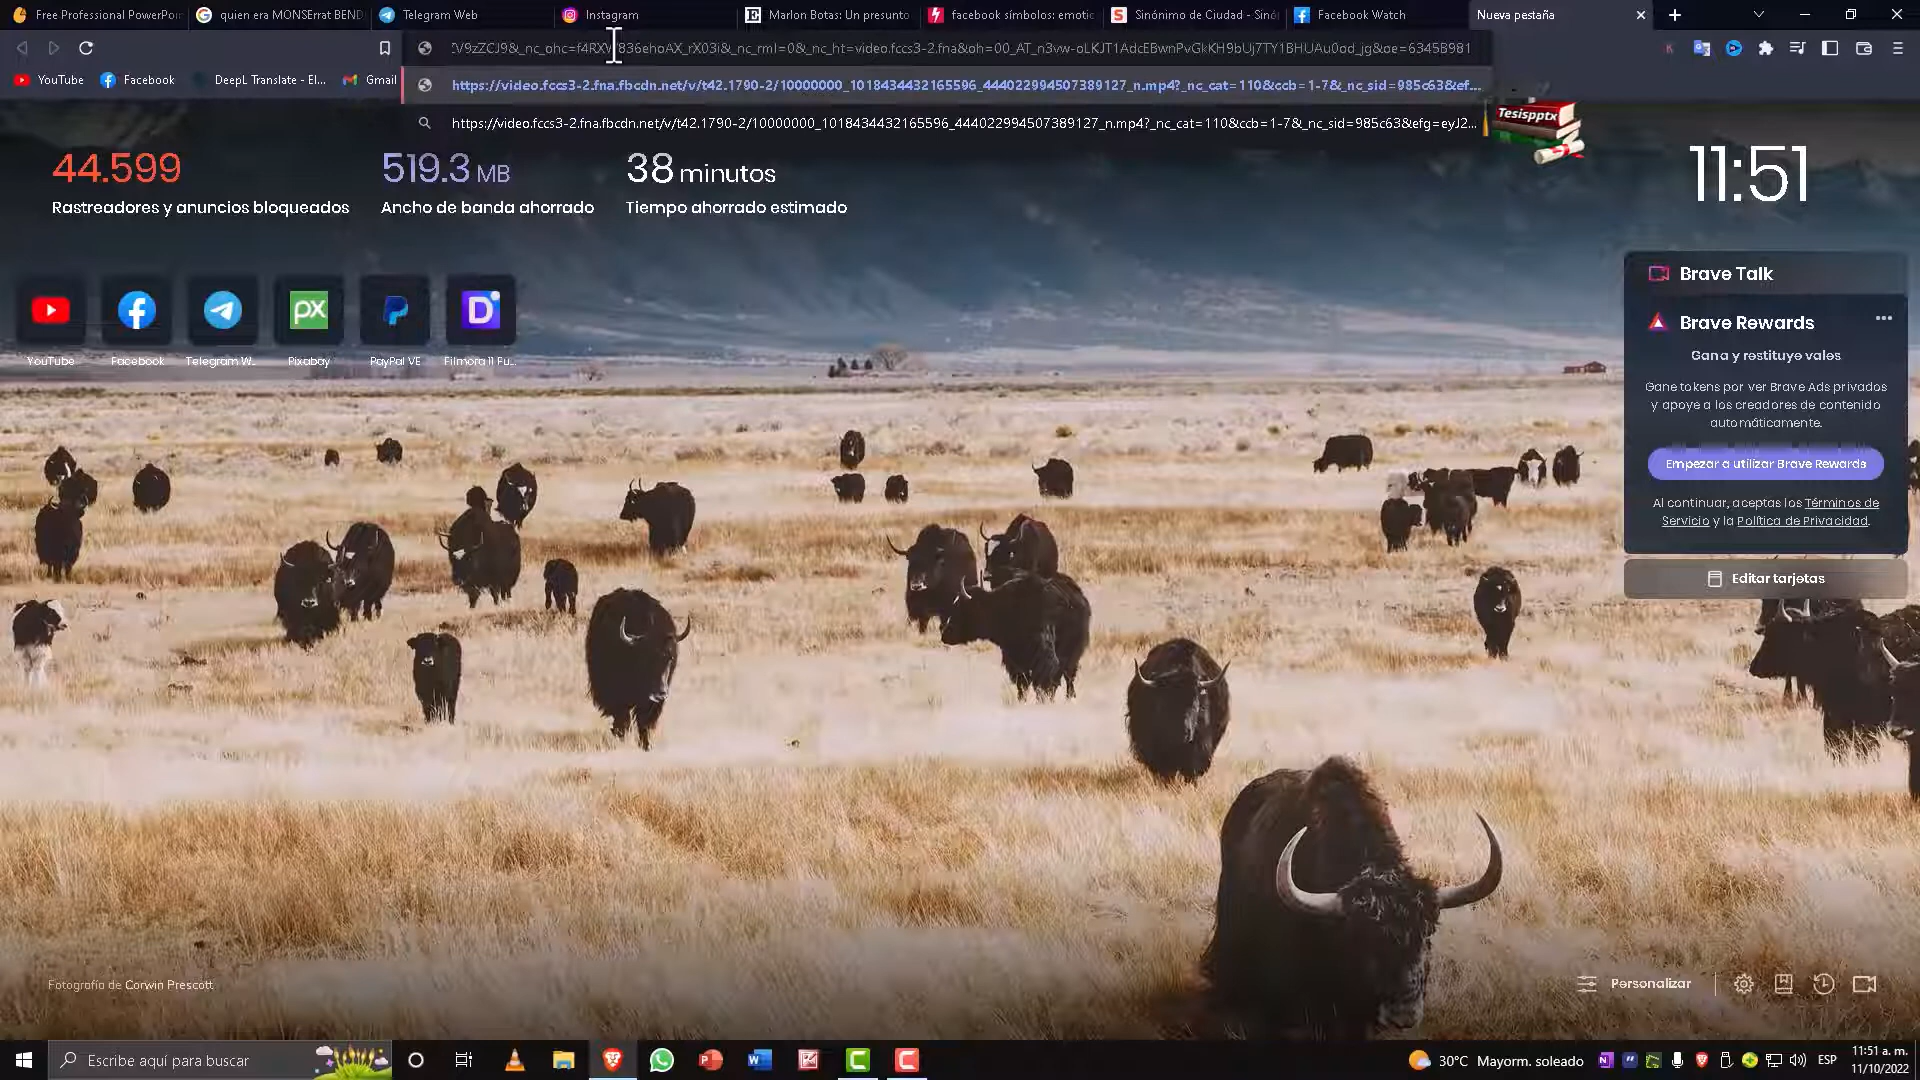 Free Professional PowerPoi
quien era MONSErrat BEND
Telegram Web
Instagram
Marlon Botas: Un presunto
facebook símbolos: emotic
Sinónimo de Ciudad - Sinó
Facebook Watch
Nueva pestaña
YouTube
Facebook
DeepL Translate - El...
Gmail
https://video.fccs3-2.fna.fbcdn.net/v/t42.1790-2/10000000_1018434432165596_444022994507389127_n.mp4?_nc_cat=110&ccb=1-7&_nc_sid=985c63&ef...
https://video.fccs3-2.fna.fbcdn.net/v/t42.1790-2/10000000_1018434432165596_444022994507389127_n.mp4?_nc_cat=110&ccb=1-7&_nc_sid=985c63&efg=eyJ2...
Tesispptx
44.599
Rastreadores y anuncios bloqueados
519.3 MB
Ancho de banda ahorrado
38 minutos
Tiempo ahorrado estimado
11:51
YouTube
Facebook
Telegram W...
Pixabay
PayPal VE
Filmora 11 Fu...
Brave Talk
Brave Rewards
Gana y restituye vales
Gane tokens por ver Brave Ads privados
y apoye a los creadores de contenido
automáticamente.
Empezar a utilizar Brave Rewards
Al continuar, aceptas los Términos de
Servicio y la Política de Privacidad.
Editar tarjetas
Fotografía de Corwin Prescott
Personalizar
Escribe aquí para buscar
30°C Mayorm. soleado
ESP
11:51 a. m.
11/10/2022